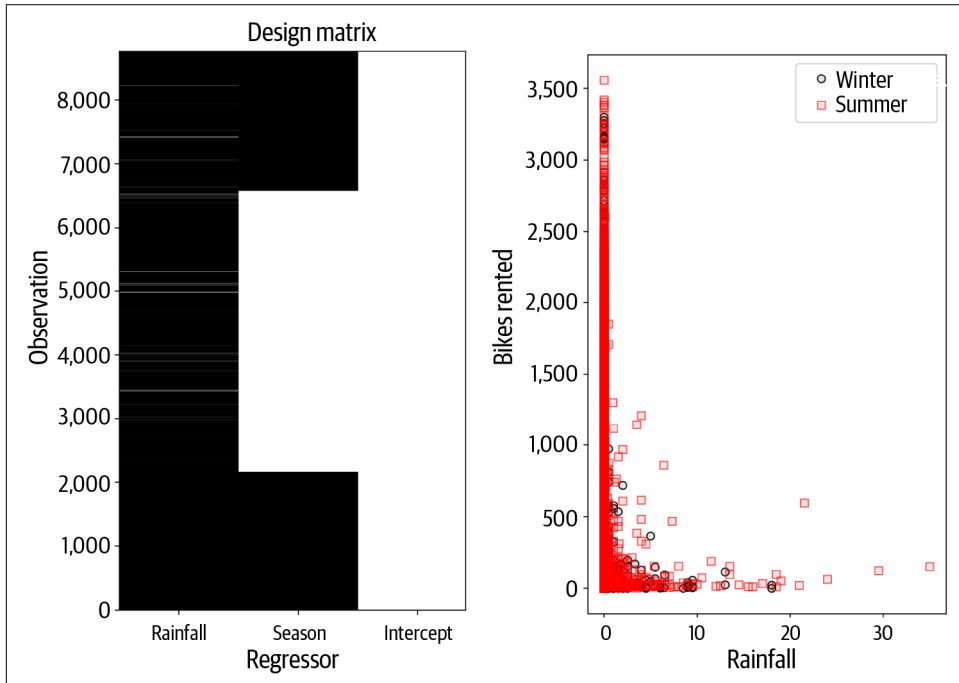 Design matrix
8,000
7,000
6,000
5,000
4,000
3,000
2,000
1,000
0
Observation
Rainfall Season Intercept
Regressor
Winter
Summer
3,500
3,000
2,500
2,000
1,500
1,000
500
0
Bikes rented
0 10 20 30
Rainfall